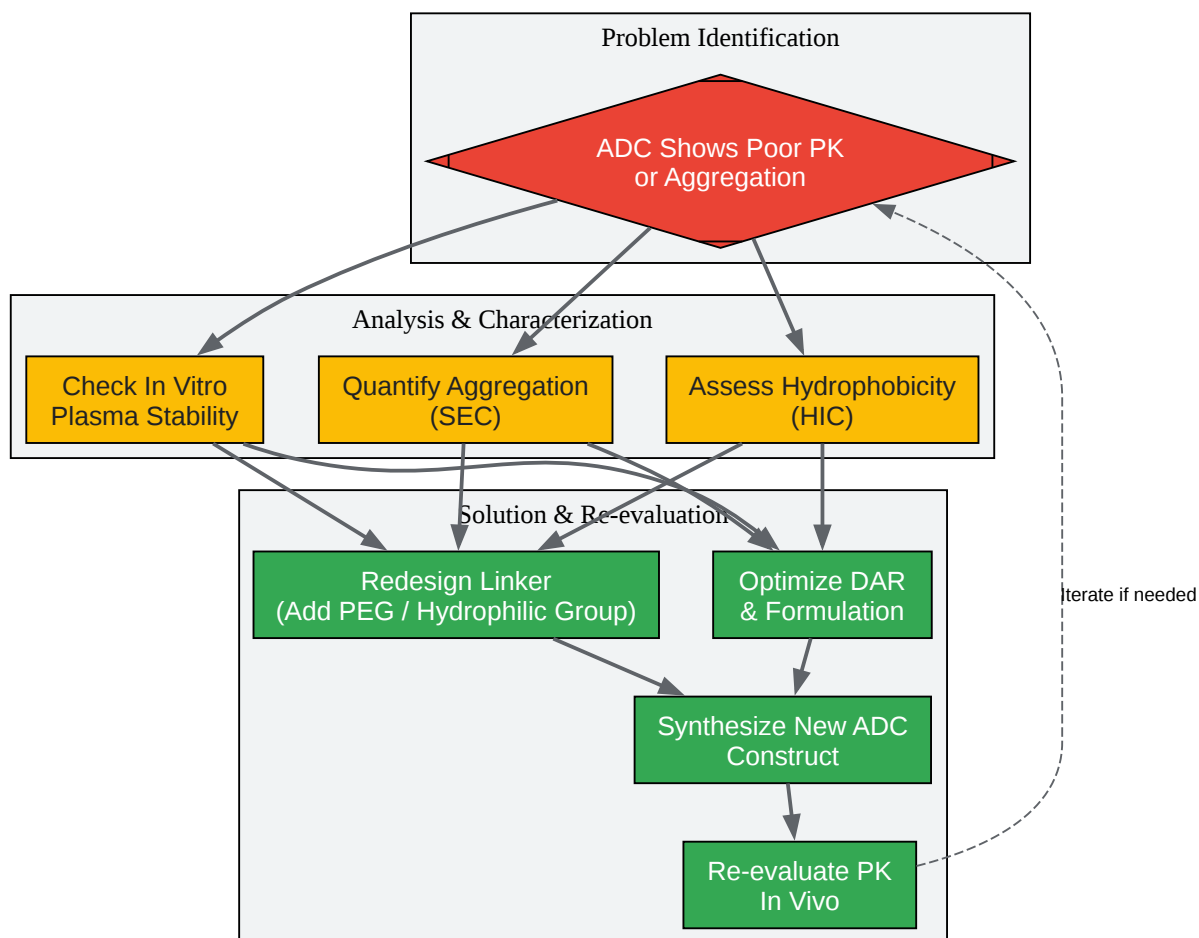 Problem Identification
ADC Shows Poor PK
or Aggregation
Analysis & Characterization
Check In Vitro
Plasma Stability
Quantify Aggregation
(SEC)
Assess Hydrophobicity
(HIC)
Solution & Re-evaluation
Redesign Linker
(Add PEG / Hydrophilic Group)
Optimize DAR
& Formulation
Iterate if needed
Synthesize New ADC
Construct
Re-evaluate PK
In Vivo